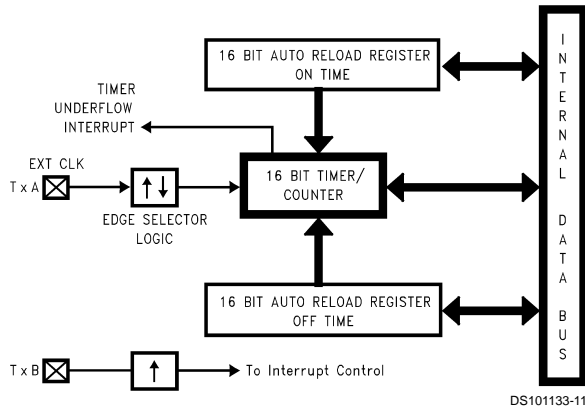 16 BIT AUTO RELOAD REGISTER
ON TIME
TIMER
UNDERFLOW
INTERRUPT
EXT CLK
TxA
EDGE SELECTOR
LOGIC
16 BIT TIMER/
COUNTER
16 BIT AUTO RELOAD REGISTER
OFF TIME
TxB
To Interrupt Control
INTERNAL DATA BUS
DS101133-11